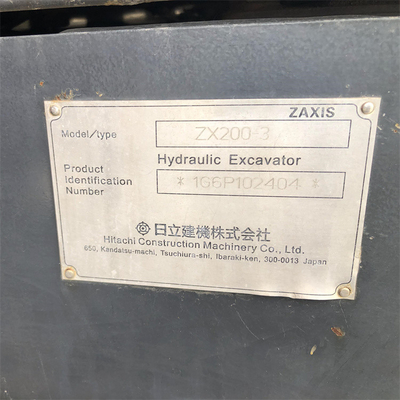 ZAXIS
Model/type ZX200-3
Hydraulic Excavator
Product
Identification
Number
* 1G6P102404 *
日立建機株式会社
Hitachi Construction Machinery Co., Ltd.
650, Kandatsu-machi, Tsuchiura-shi, Ibaraki-ken, 300-0013 Japan